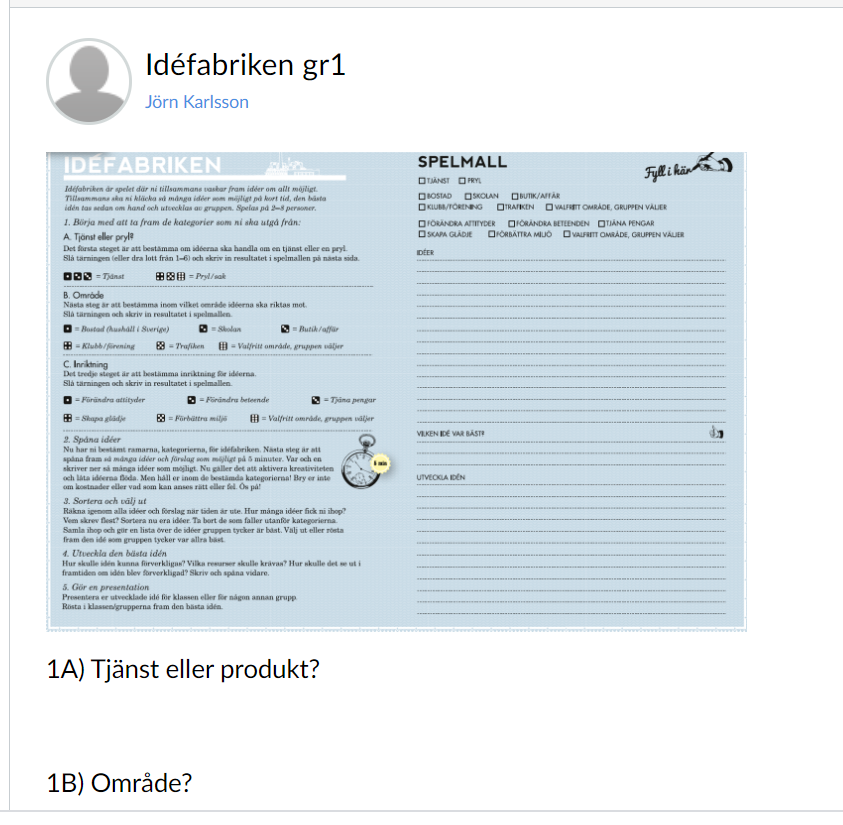 Idéfabriken gr1
Jörn Karlsson
IDÉFABRIKEN
Idéfabriken är spelet där ni tillsammans vaskar fram idéer om allt möjligt.
Tillsammans ska ni kläcka så många idéer som möjligt på kort tid, den bästa
idén tas sedan om hand och utvecklas av gruppen. Spelas på 2–8 personer.
1. Börja med att ta fram de kategorier som ni ska utgå från:
A. Tjänst eller pryl?
Det första steget är att bestämma om idéerna ska handla om en tjänst eller en pryl.
Slå tärningen (eller dra lott från 1–6) och skriv in resultatet i spelmallen på nästa sida.
= Tjänst = Pryl/sak
B. Område
Nästa steg är att bestämma inom vilket område idéerna ska riktas mot.
Slå tärningen och skriv in resultatet i spelmallen.
= Bostad (hushåll i Sverige) = Skolan = Butik/affär
= Klubb/förening = Trafiken = Valfritt område, gruppen väljer
C. Inriktning
Det tredje steget är att bestämma inriktning för idéerna.
Slå tärningen och skriv in resultatet i spelmallen.
= Förändra attityder = Förändra beteende = Tjäna pengar
= Skapa glädje = Förbättra miljö = Valfritt område, gruppen väljer
2. Spåna idéer
Nu har ni bestämt ramarna, kategorierna, för idéfabriken. Nästa steg är att
spåna fram så många idéer och förslag som möjligt på 5 minuter. Var och en
skriver ner så många idéer som möjligt. Nu gäller det att aktivera kreativiteten
och låta idéerna flöda. Men håll er inom de bestämda kategorierna! Bry er inte
om kostnader eller vad som kan anses rätt eller fel. Ös på!
5 min
3. Sortera och välj ut
Räkna igenom alla idéer och förslag när tiden är ute. Hur många idéer fick ni ihop?
Vem skrev flest? Sortera nu era idéer. Ta bort de som faller utanför kategorierna.
Samla ihop och gör en lista över de idéer gruppen tycker är bäst. Välj ut eller rösta
fram den idé som gruppen tycker var allra bäst.
4. Utveckla den bästa idén
Hur skulle idén kunna förverkligas? Vilka resurser skulle krävas? Hur skulle det se ut i
framtiden om idén blev förverkligad? Skriv och spåna vidare.
5. Gör en presentation
Presentera er utvecklade idé för klassen eller för någon annan grupp.
Rösta i klassen/grupperna fram den bästa idén.
SPELMALL
Fyll i här
TJÄNST PRYL
BOSTAD SKOLAN BUTIK/AFFÄR
KLUBB/FÖRENING TRAFIKEN VALFRITT OMRÅDE, GRUPPEN VÄLJER
FÖRÄNDRA ATTITYDER FÖRÄNDRA BETEENDEN TJÄNA PENGAR
SKAPA GLÄDJE FÖRBÄTTRA MILJÖ VALFRITT OMRÅDE, GRUPPEN VÄLJER
IDÉER
VILKEN IDÉ VAR BÄST?
UTVECKLA IDÉN
1A) Tjänst eller produkt?
1B) Område?